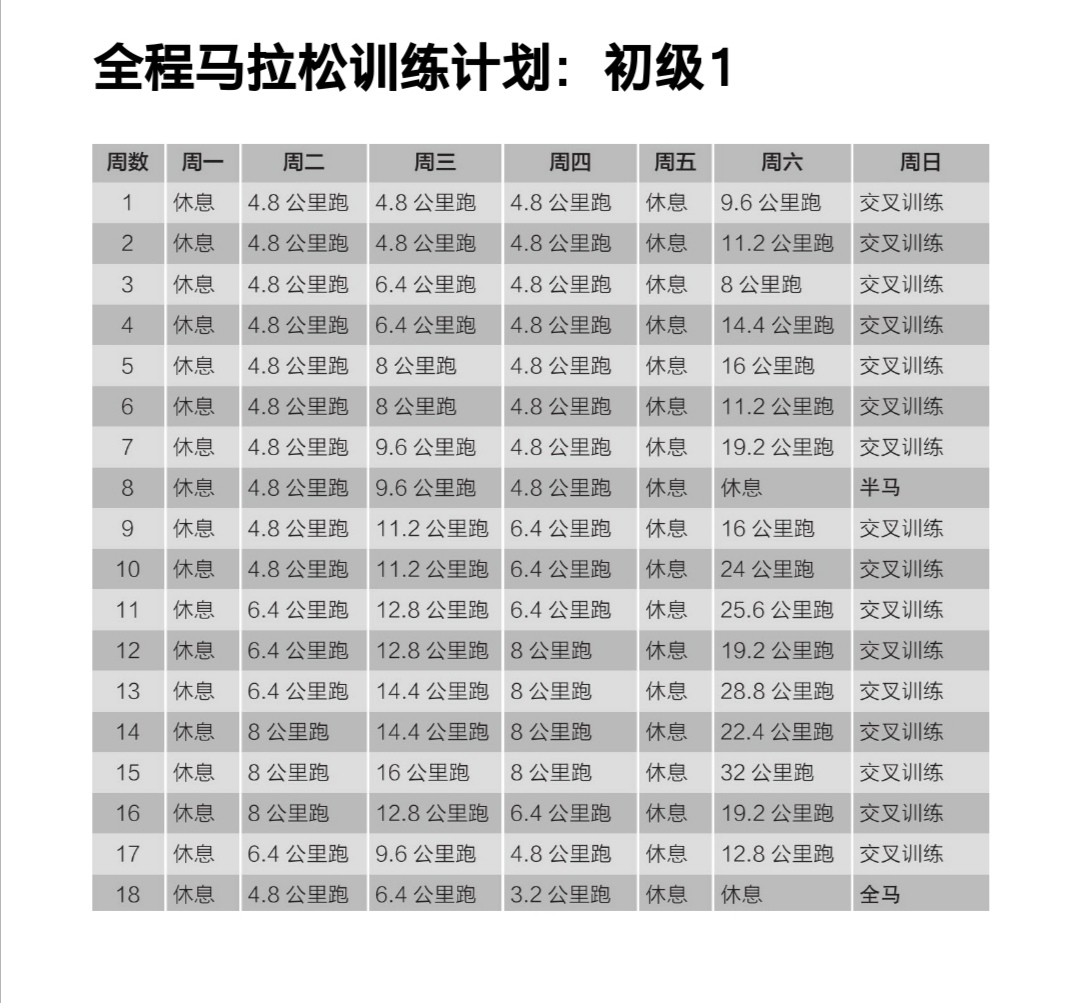 全程马拉松训练计划：初级1
周数 周一 周二 周三 周四 周五 周六 周日
1 休息 4.8 公里跑 4.8 公里跑 4.8 公里跑 休息 9.6 公里跑 交叉训练
2 休息 4.8 公里跑 4.8 公里跑 4.8 公里跑 休息 11.2 公里跑 交叉训练
3 休息 4.8 公里跑 6.4 公里跑 4.8 公里跑 休息 8 公里跑 交叉训练
4 休息 4.8 公里跑 6.4 公里跑 4.8 公里跑 休息 14.4 公里跑 交叉训练
5 休息 4.8 公里跑 8 公里跑 4.8 公里跑 休息 16 公里跑 交叉训练
6 休息 4.8 公里跑 8 公里跑 4.8 公里跑 休息 11.2 公里跑 交叉训练
7 休息 4.8 公里跑 9.6 公里跑 4.8 公里跑 休息 19.2 公里跑 交叉训练
8 休息 4.8 公里跑 9.6 公里跑 4.8 公里跑 休息 休息 半马
9 休息 4.8 公里跑 11.2 公里跑 6.4 公里跑 休息 16 公里跑 交叉训练
10 休息 4.8 公里跑 11.2 公里跑 6.4 公里跑 休息 24 公里跑 交叉训练
11 休息 6.4 公里跑 12.8 公里跑 6.4 公里跑 休息 25.6 公里跑 交叉训练
12 休息 6.4 公里跑 12.8 公里跑 8 公里跑 休息 19.2 公里跑 交叉训练
13 休息 6.4 公里跑 14.4 公里跑 8 公里跑 休息 28.8 公里跑 交叉训练
14 休息 8 公里跑 14.4 公里跑 8 公里跑 休息 22.4 公里跑 交叉训练
15 休息 8 公里跑 16 公里跑 8 公里跑 休息 32 公里跑 交叉训练
16 休息 8 公里跑 12.8 公里跑 6.4 公里跑 休息 19.2 公里跑 交叉训练
17 休息 6.4 公里跑 9.6 公里跑 4.8 公里跑 休息 12.8 公里跑 交叉训练
18 休息 4.8 公里跑 6.4 公里跑 3.2 公里跑 休息 休息 全马